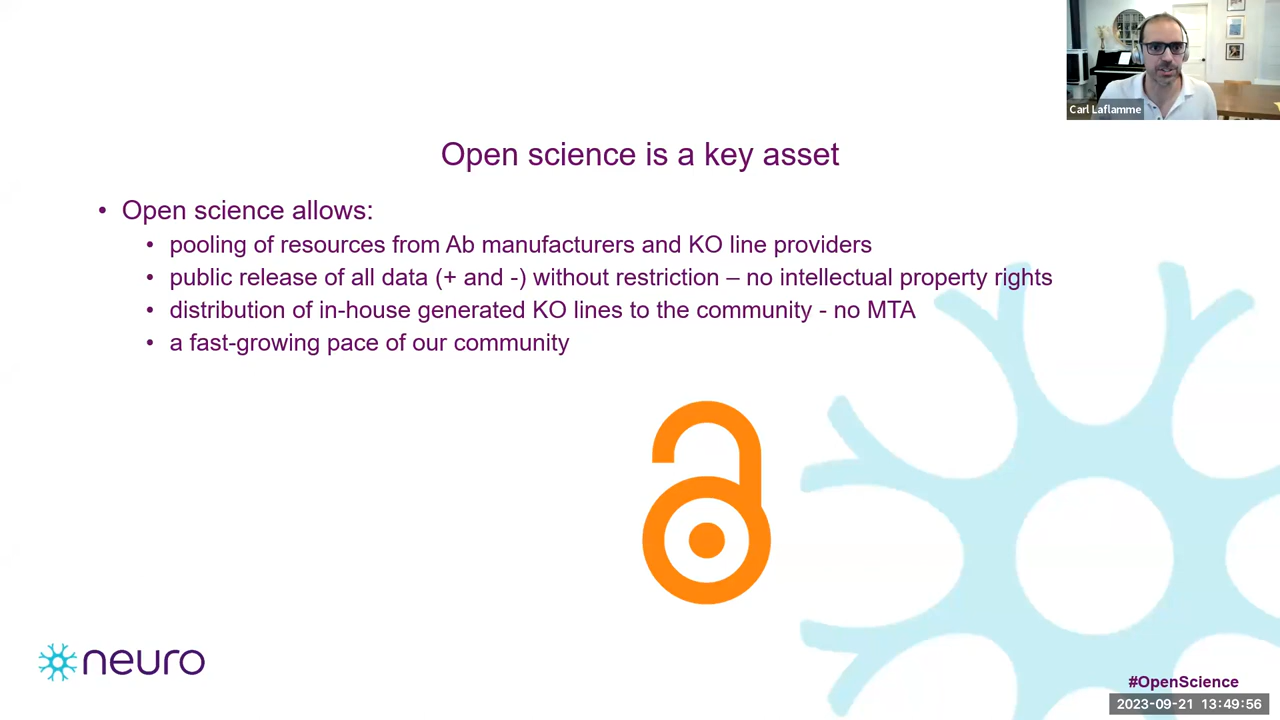 Carl Laflamme
Open science is a key asset
• Open science allows:
• pooling of resources from Ab manufacturers and KO line providers
• public release of all data (+ and -) without restriction – no intellectual property rights
• distribution of in-house generated KO lines to the community - no MTA
• a fast-growing pace of our community
neuro
#OpenScience
2023-09-21 13:49:56